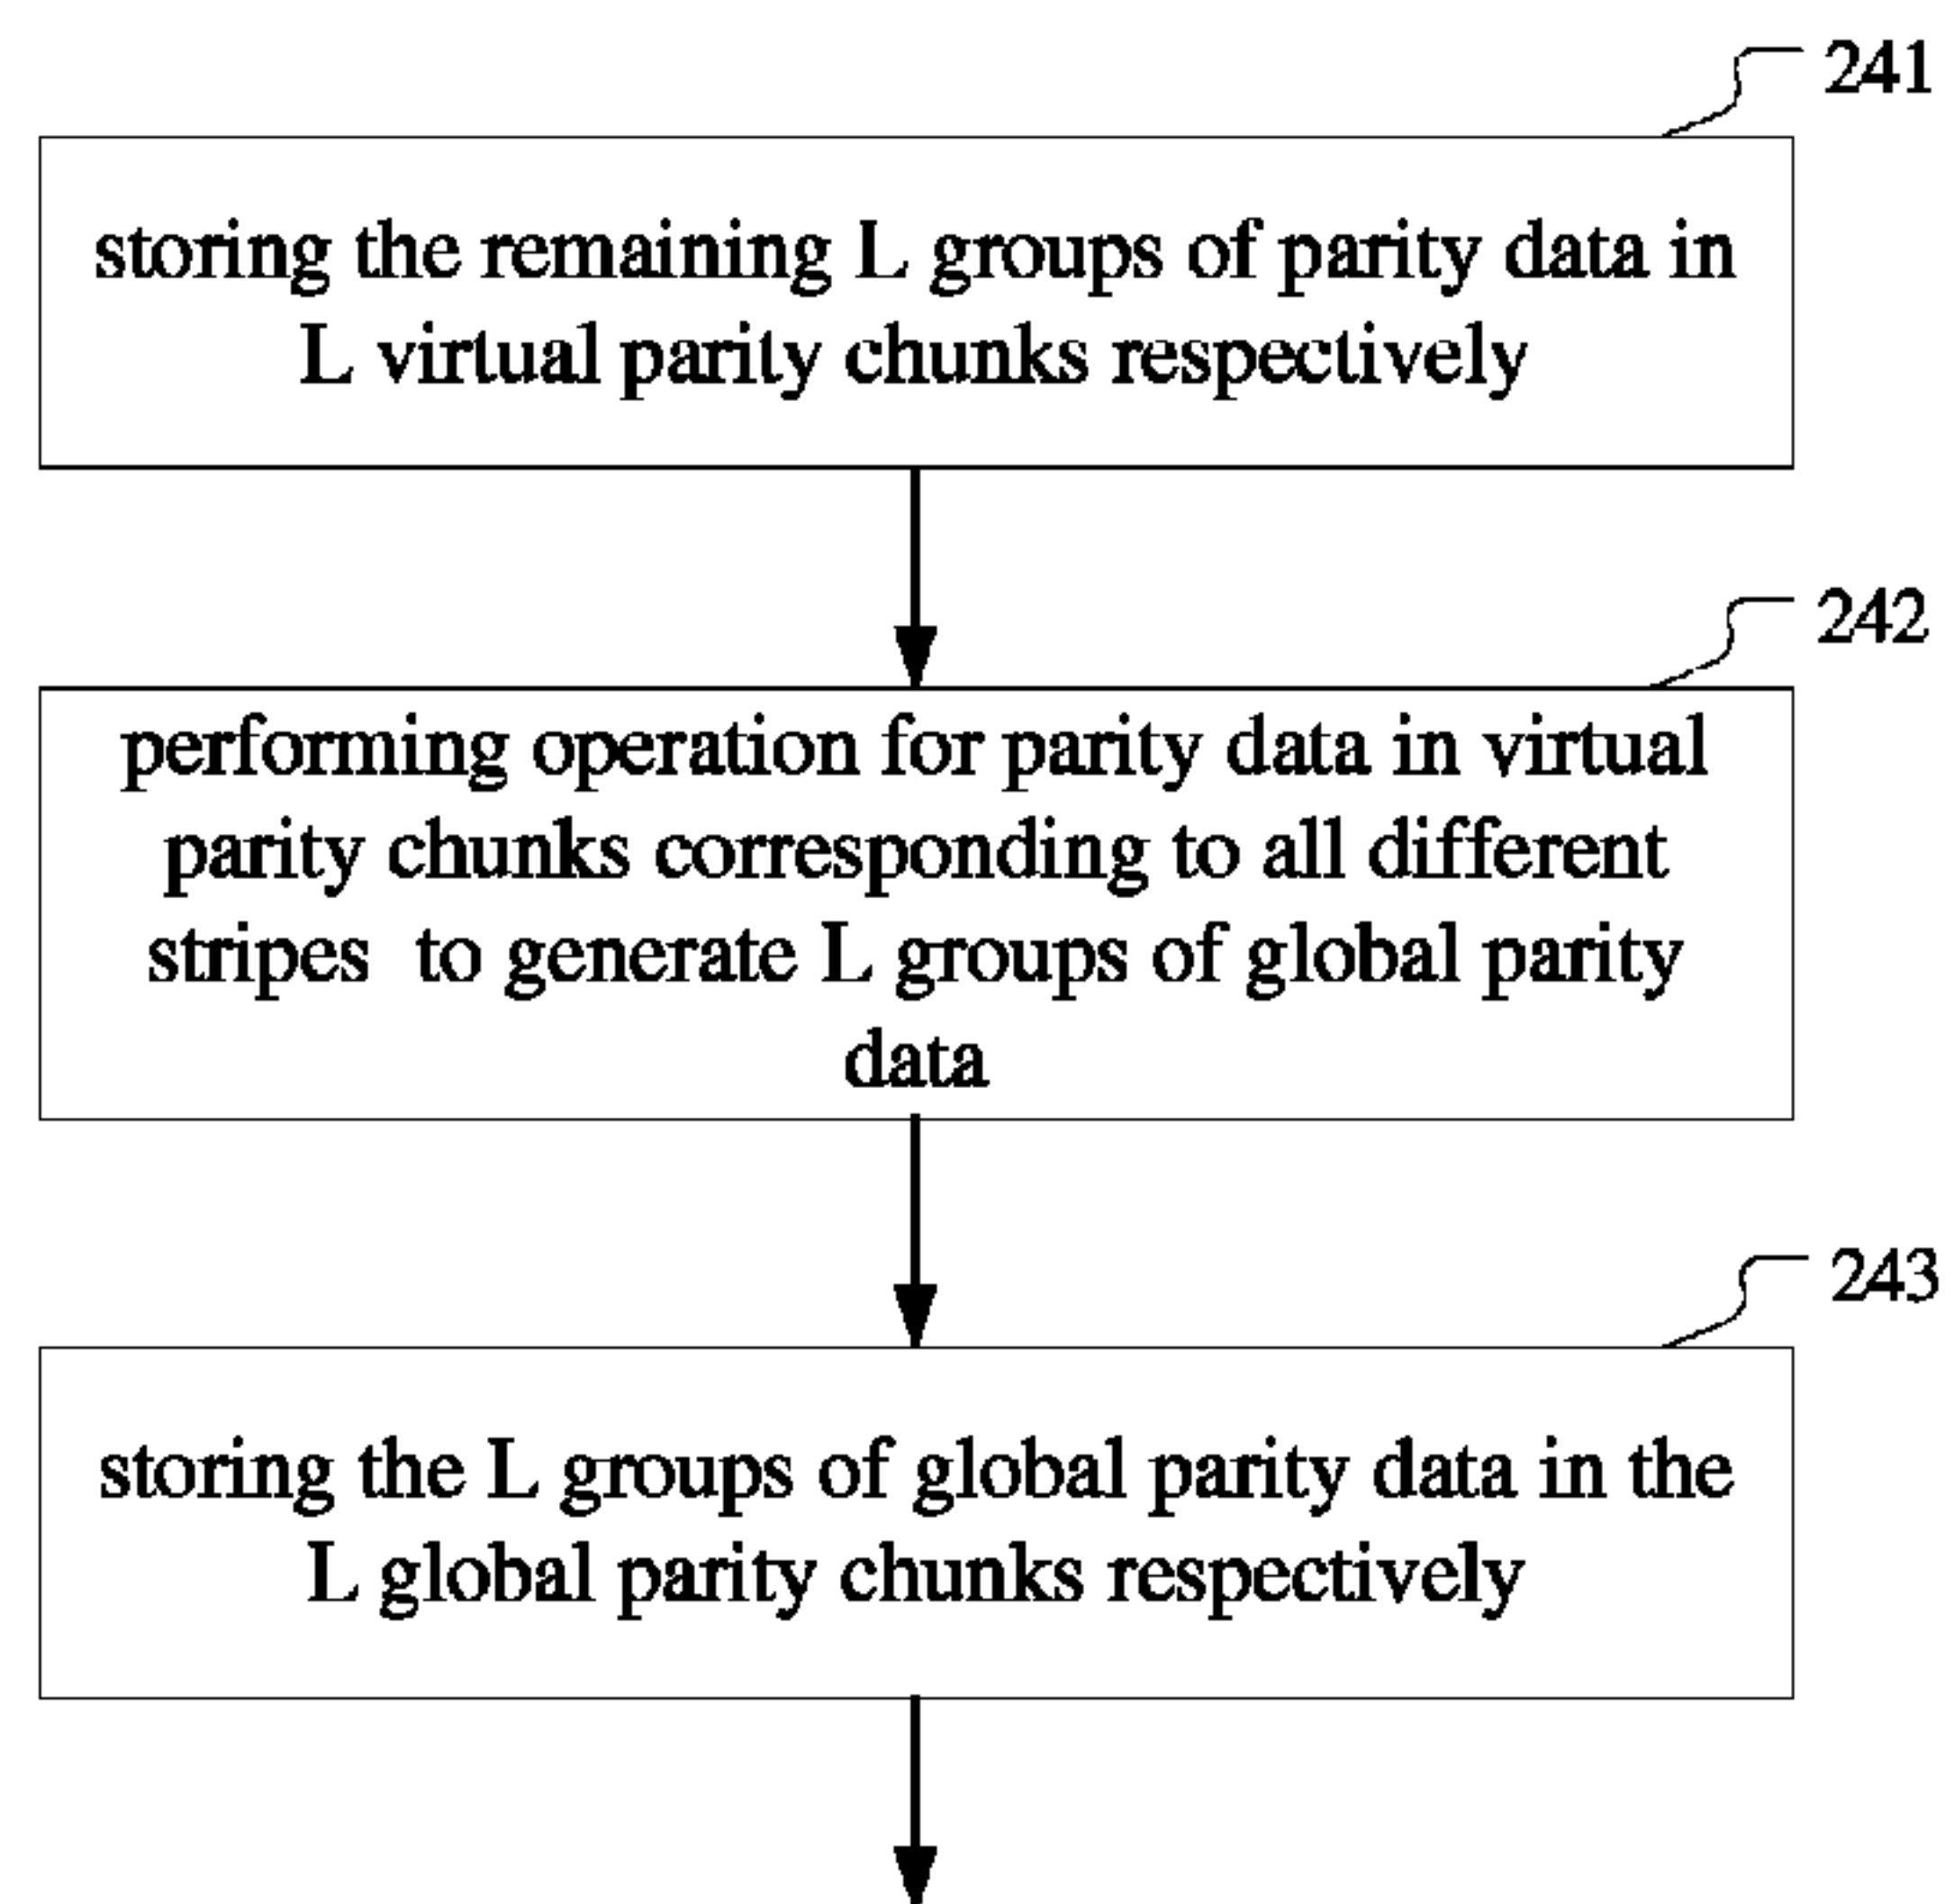 241
storing the remaining L groups of parity data in
L virtual parity chunks respectively
242
performing operation for parity data in virtual
parity chunks corresponding to all different
stripes to generate L groups of global parity
data
243
storing the L groups of global parity data in the
L global parity chunks respectively